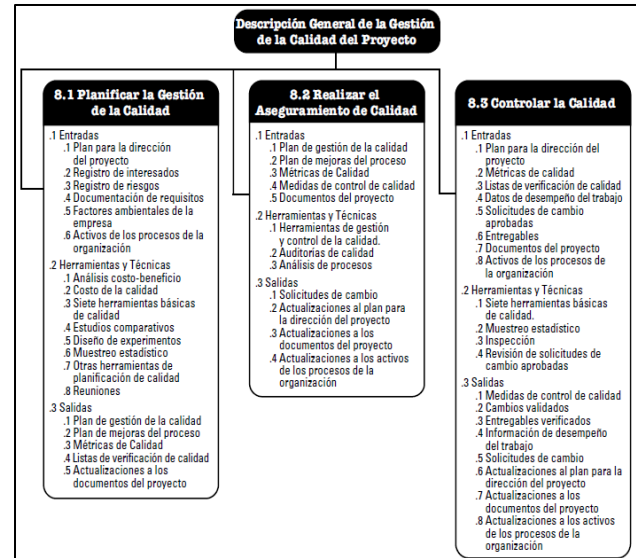 Descripción General de la Gestión
de la Calidad del Proyecto
8.1 Planificar la Gestión
de la Calidad
.1 Entradas
.1 Plan para la dirección
del proyecto
.2 Registro de interesados
.3 Registro de riesgos
.4 Documentación de requisitos
.5 Factores ambientales de la
empresa
.6 Activos de los procesos de la
organización
.2 Herramientas y Técnicas
.1 Análisis costo-beneficio
.2 Costo de la calidad
.3 Siete herramientas básicas
de calidad
.4 Estudios comparativos
.5 Diseño de experimentos
.6 Muestreo estadístico
.7 Otras herramientas de
planificación de calidad
.8 Reuniones
.3 Salidas
.1 Plan de gestión de la calidad
.2 Plan de mejoras del proceso
.3 Métricas de Calidad
.4 Listas de verificación de calidad
.5 Actualizaciones a los
documentos del proyecto
8.2 Realizar el
Aseguramiento de Calidad
.1 Entradas
.1 Plan de gestión de la calidad
.2 Plan de mejoras del proceso
.3 Métricas de Calidad
.4 Medidas de control de calidad
.5 Documentos del proyecto
.2 Herramientas y Técnicas
.1 Herramientas de gestión
y control de la calidad.
.2 Auditorías de calidad
.3 Análisis de procesos
.3 Salidas
.1 Solicitudes de cambio
.2 Actualizaciones al plan para
la dirección del proyecto
.3 Actualizaciones a los
documentos del proyecto
.4 Actualizaciones a los activos
de los procesos de la
organización
8.3 Controlar la Calidad
.1 Entradas
.1 Plan para la dirección del
proyecto
.2 Métricas de calidad
.3 Listas de verificación de calidad
.4 Datos de desempeño del trabajo
.5 Solicitudes de cambio
aprobadas
.6 Entregables
.7 Documentos del proyecto
.8 Activos de los procesos de
la organización
.2 Herramientas y Técnicas
.1 Siete herramientas básicas
de calidad.
.2 Muestreo estadístico
.3 Inspección
.4 Revisión de solicitudes de
cambio aprobadas
.3 Salidas
.1 Medidas de control de calidad
.2 Cambios validados
.3 Entregables verificados
.4 Información de desempeño
del trabajo
.5 Solicitudes de cambio
.6 Actualizaciones al plan para la
dirección del proyecto
.7 Actualizaciones a los
documentos del proyecto
.8 Actualizaciones a los activos
de los procesos de la
organización